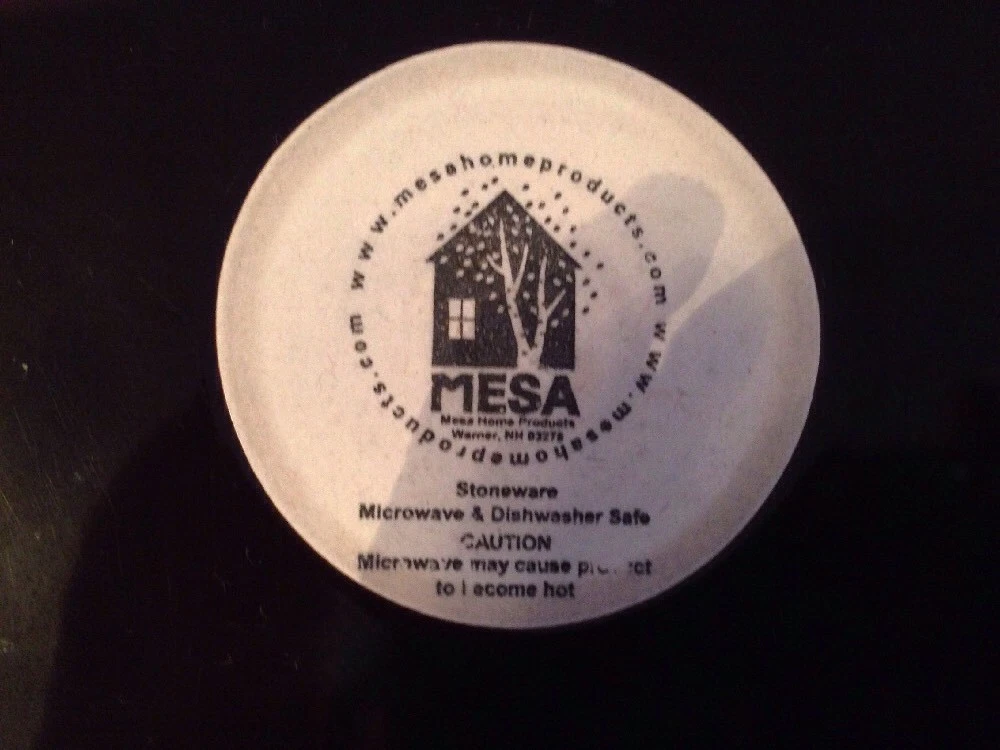 www.mesahomeproducts.com www.mesahomeproducts.com
MESA
Mesa Home Products
Warner, NH 03278
Stoneware
Microwave & Dishwasher Safe
CAUTION
Microwave may cause
to hot